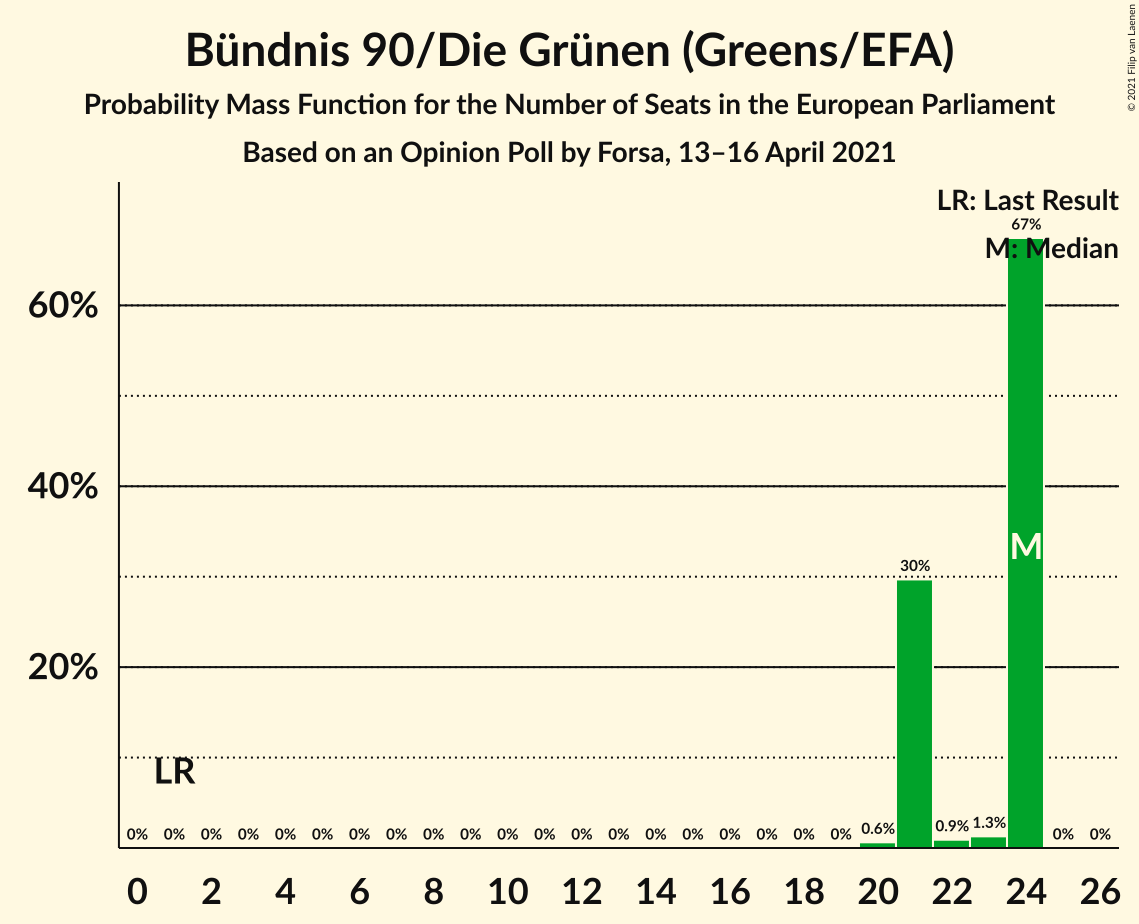 Bündnis 90/Die Grünen (Greens/EFA)
Probability Mass Function for the Number of Seats in the European Parliament
Based on an Opinion Poll by Forsa, 13–16 April 2021
© 2021 Filip van Laenen
LR: Last Result
67%
M: Median
60%
40%
M
30%
20%
LR
0% 0% 0% 0% 0% 0% 0% 0% 0% 0% 0% 0% 0% 0% 0% 0% 0% 0% 0% 0% 0.6% 0.9% 1.3% 0% 0%
0 2 4 6 8 10 12 14 16 18 20 22 24 26